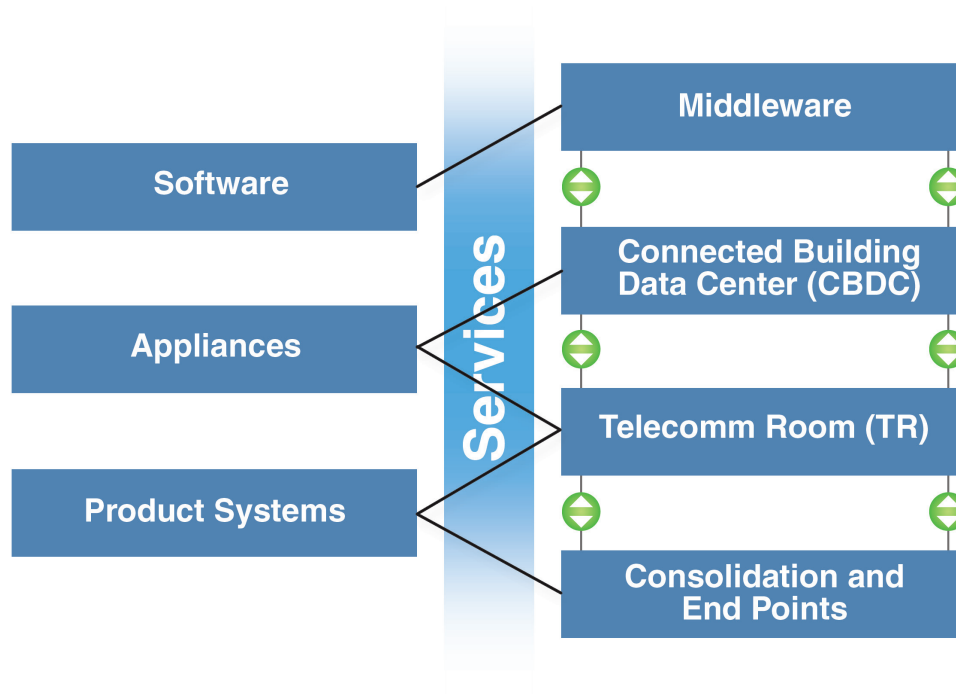 Software
Appliances
Product Systems
Services
Middleware
Connected Building
Data Center (CBDC)
Telecomm Room (TR)
Consolidation and
End Points